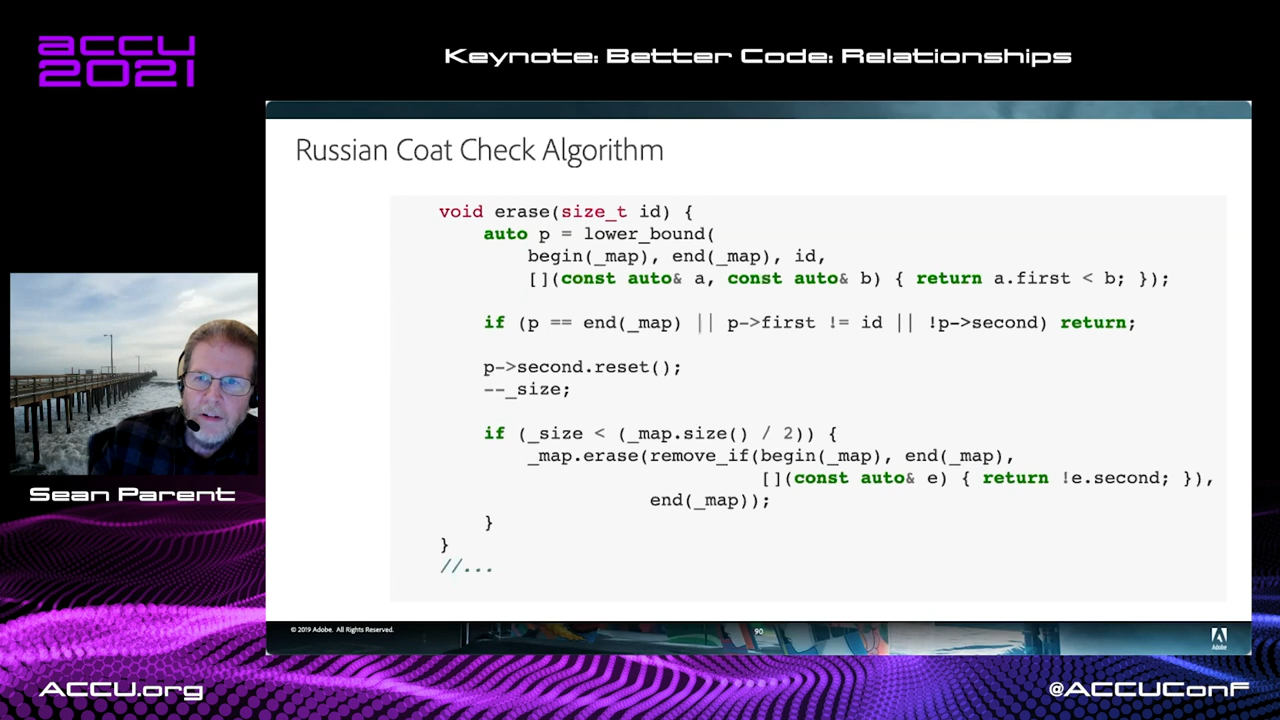 accu
2021
Keynote: Better Code: Relationships
Russian Coat Check Algorithm
void erase(size_t id) {
auto p = lower_bound(
begin(_map), end(_map), id,
[](const auto& a, const auto& b) { return a.first < b; });
if (p == end(_map) || p->first != id || !p->second) return;
p->second.reset();
--_size;
if (_size < (_map.size() / 2)) {
_map.erase(remove_if(begin(_map), end(_map),
[](const auto& e) { return !e.second; }),
end(_map));
}
}
//...
Sean Parent
© 2019 Adobe. All Rights Reserved.
90
Adobe
ACCU.org
@ACCUConf